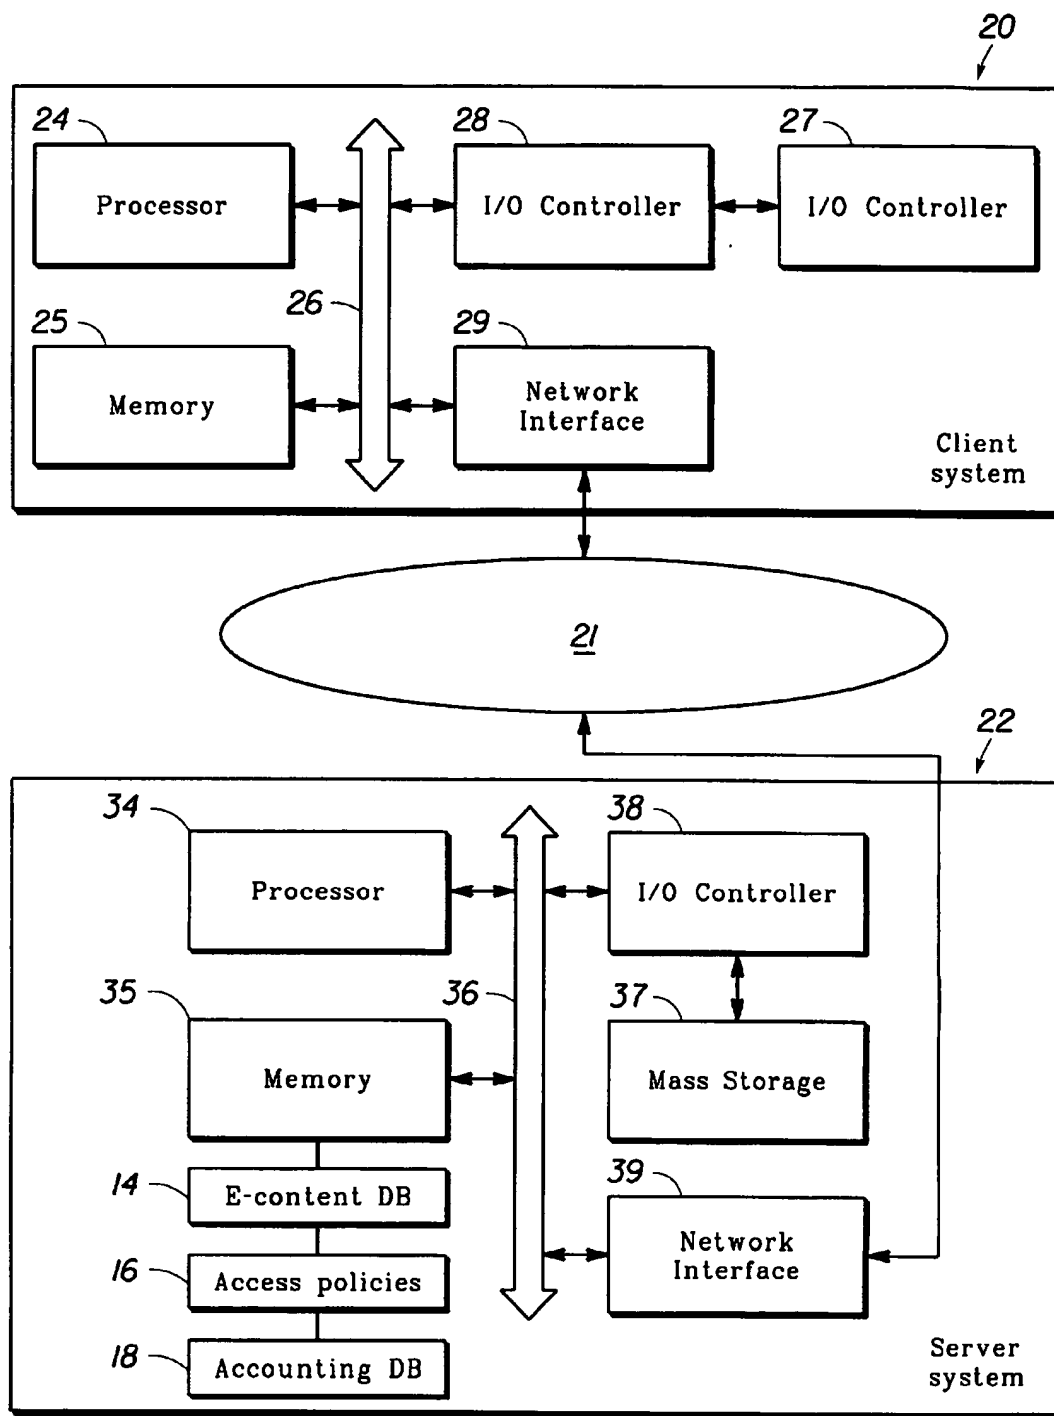 20
24
28
27
Processor
I/O Controller
I/O Controller
26
25
29
Memory
Network
Interface
Client
system
21
22
34
38
Processor
I/O Controller
35
36
37
Memory
Mass Storage
14
E-content DB
39
Network
Interface
16
Access policies
18
Accounting DB
Server
system